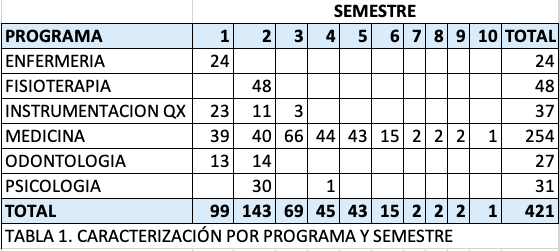 SEMESTRE
PROGRAMA 1 2 3 4 5 6 7 8 9 10 TOTAL
ENFERMERIA 24 24
FISIOTERAPIA 48 48
INSTRUMENTACION QX 23 11 3 37
MEDICINA 39 40 66 44 43 15 2 2 2 1 254
ODONTOLOGIA 13 14 27
PSICOLOGIA 30 1 31
TOTAL 99 143 69 45 43 15 2 2 2 1 421
TABLA 1. CARACTERIZACIÓN POR PROGRAMA Y SEMESTRE